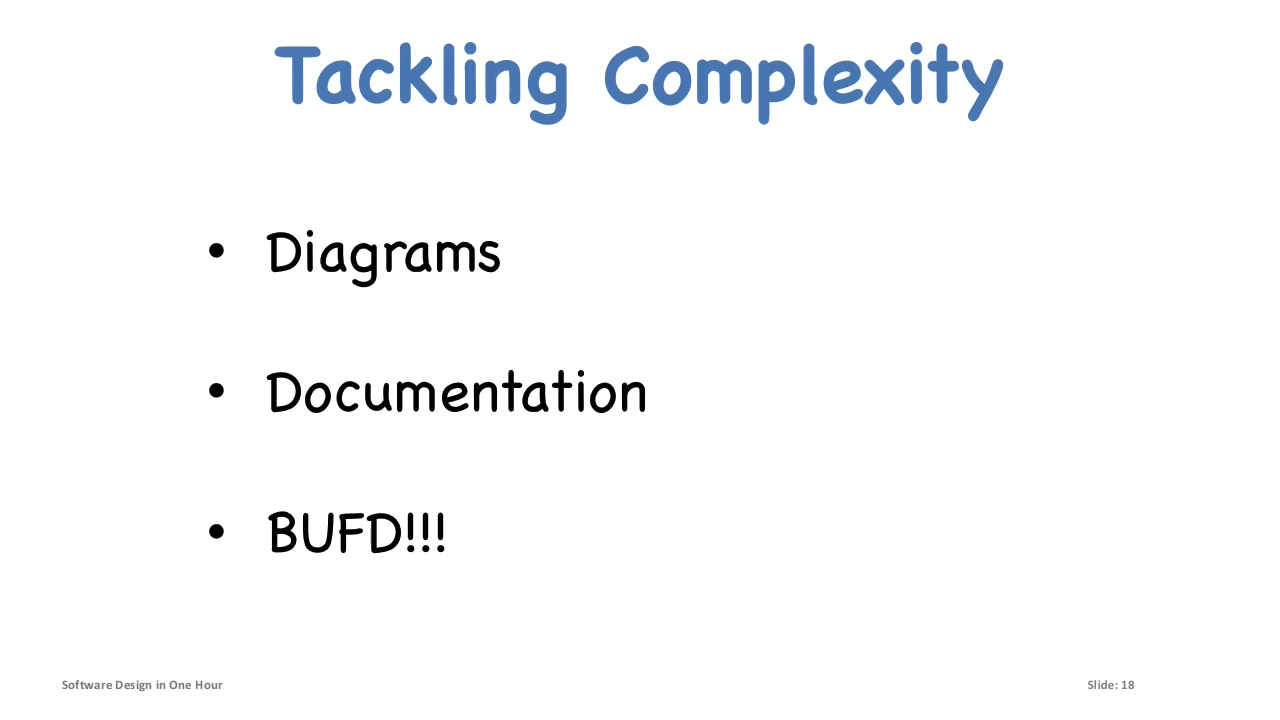 Tackling Complexity
• Diagrams
• Documentation
• BUFD!!!
Software Design in One Hour
Slide: 18